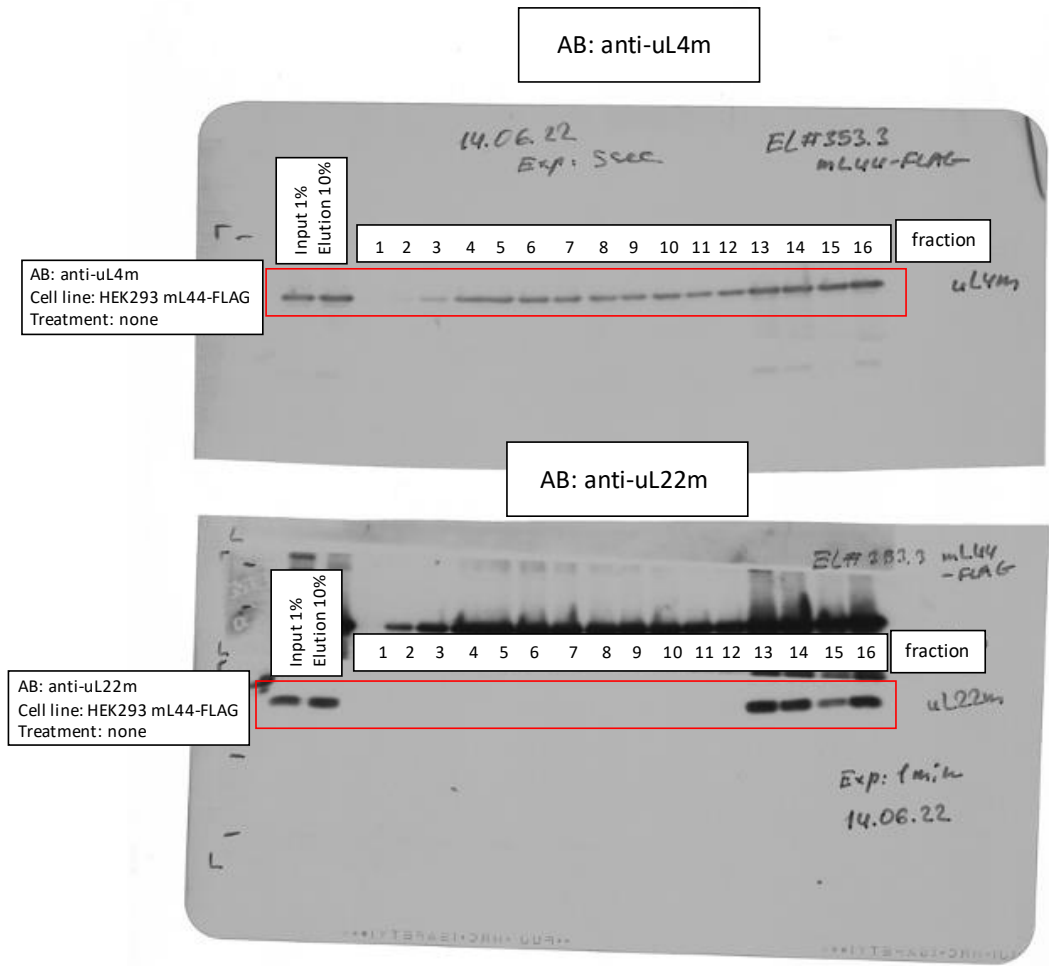 AB: anti-uL4m
14.06.22
Exp: 5sec
EL#353.3
mL44-FLAG
Input 1%
Elution 10%
1 2 3 4 5 6 7 8 9 10 11 12 13 14 15 16
fraction
AB: anti-uL4m
Cell line: HEK293 mL44-FLAG
Treatment: none
uL4m
AB: anti-uL22m
L
EL# 353.3 mL44
-FLAG
Input 1%
Elution 10%
1 2 3 4 5 6 7 8 9 10 11 12 13 14 15 16
fraction
AB: anti-uL22m
Cell line: HEK293 mL44-FLAG
Treatment: none
uL22m
Exp: 1min
14.06.22
L